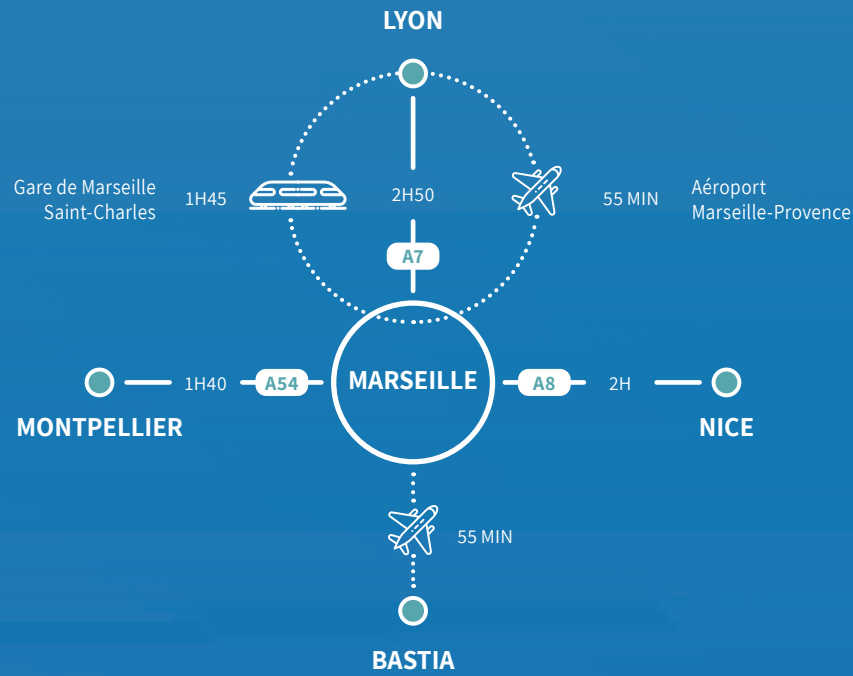 LYON
Gare de Marseille
Saint-Charles
1H45
2H50
55 MIN
Aéroport
Marseille-Provence
A7
MARSEILLE
1H40
A54
A8
2H
MONTPELLIER
NICE
55 MIN
BASTIA